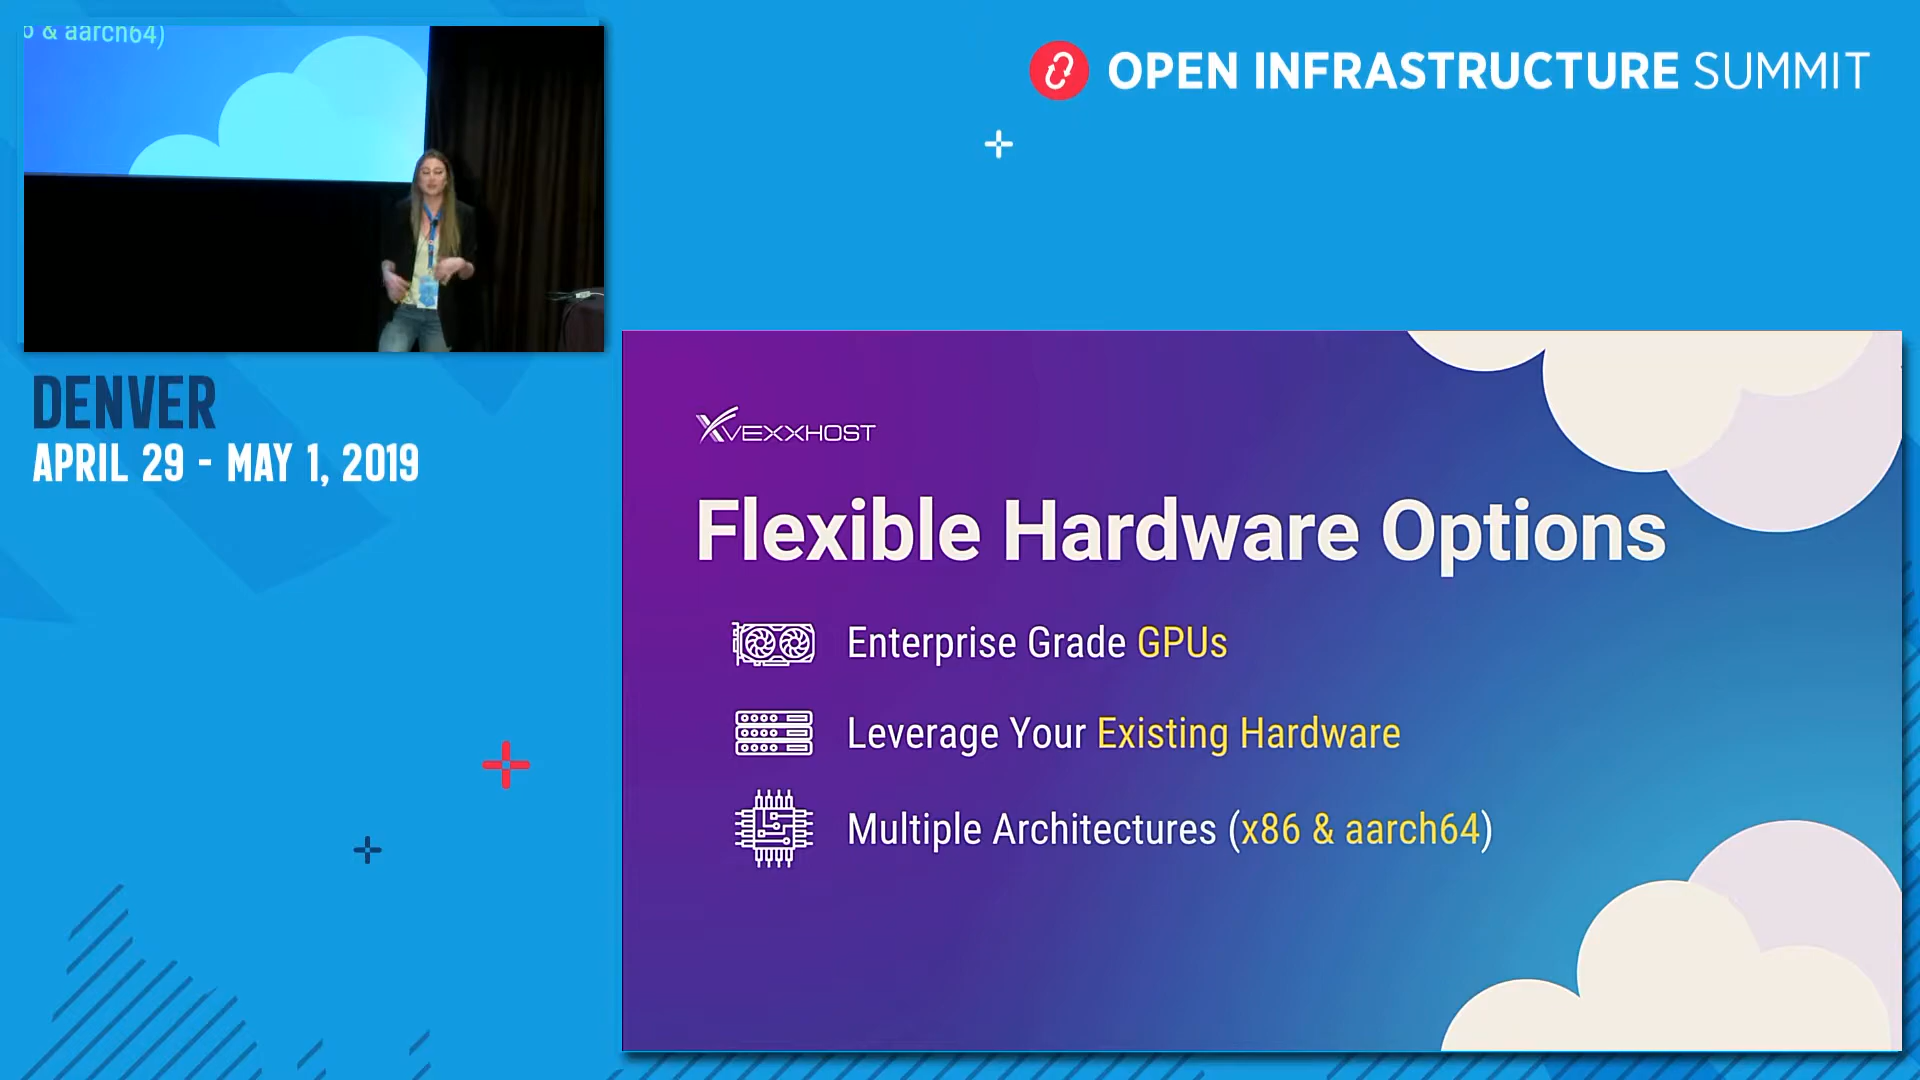 6 & aarch64)
OPEN INFRASTRUCTURE SUMMIT
DENVER
APRIL 29 - MAY 1, 2019
VEXXHOST
Flexible Hardware Options
Enterprise Grade GPUs
Leverage Your Existing Hardware
Multiple Architectures (x86 & aarch64)